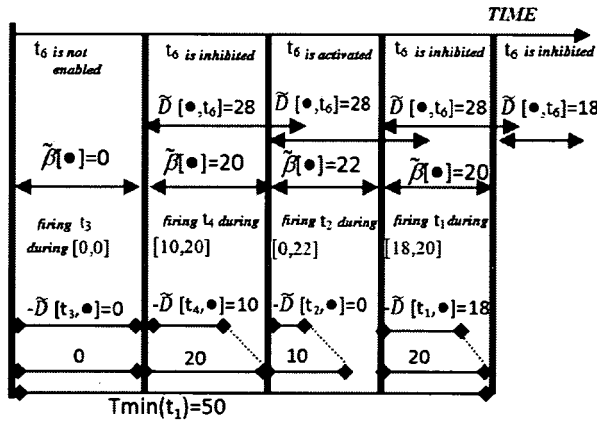 TIME
t6 is not enabled
t6 is inhibited
t6 is activated
t6 is inhibited
t6 is inhibited
D̃ [●,t6]=28
D̃ [●,t6]=28
D̃ [●,t6]=28
D̃ [●,t6]=18
β̃[●]=0
β̃[●]=20
β̃[●]=22
β̃[●]=20
firing t3 during [0,0]
firing t4 during [10,20]
firing t2 during [0,22]
firing t1 during [18,20]
-D̃ [t3,●]=0
-D̃ [t4,●]=10
-D̃ [t2,●]=0
-D̃ [t1,●]=18
0
20
10
20
Tmin(t1)=50